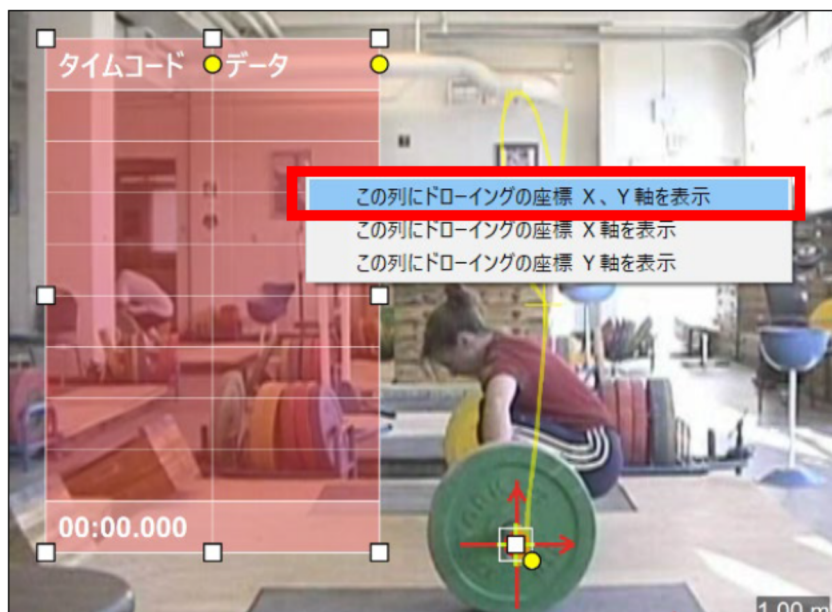 タイムコード データ
この列にドローイングの座標 X、Y 軸を表示
この列にドローイングの座標 X 軸を表示
この列にドローイングの座標 Y 軸を表示
00:00.000
1.00 m